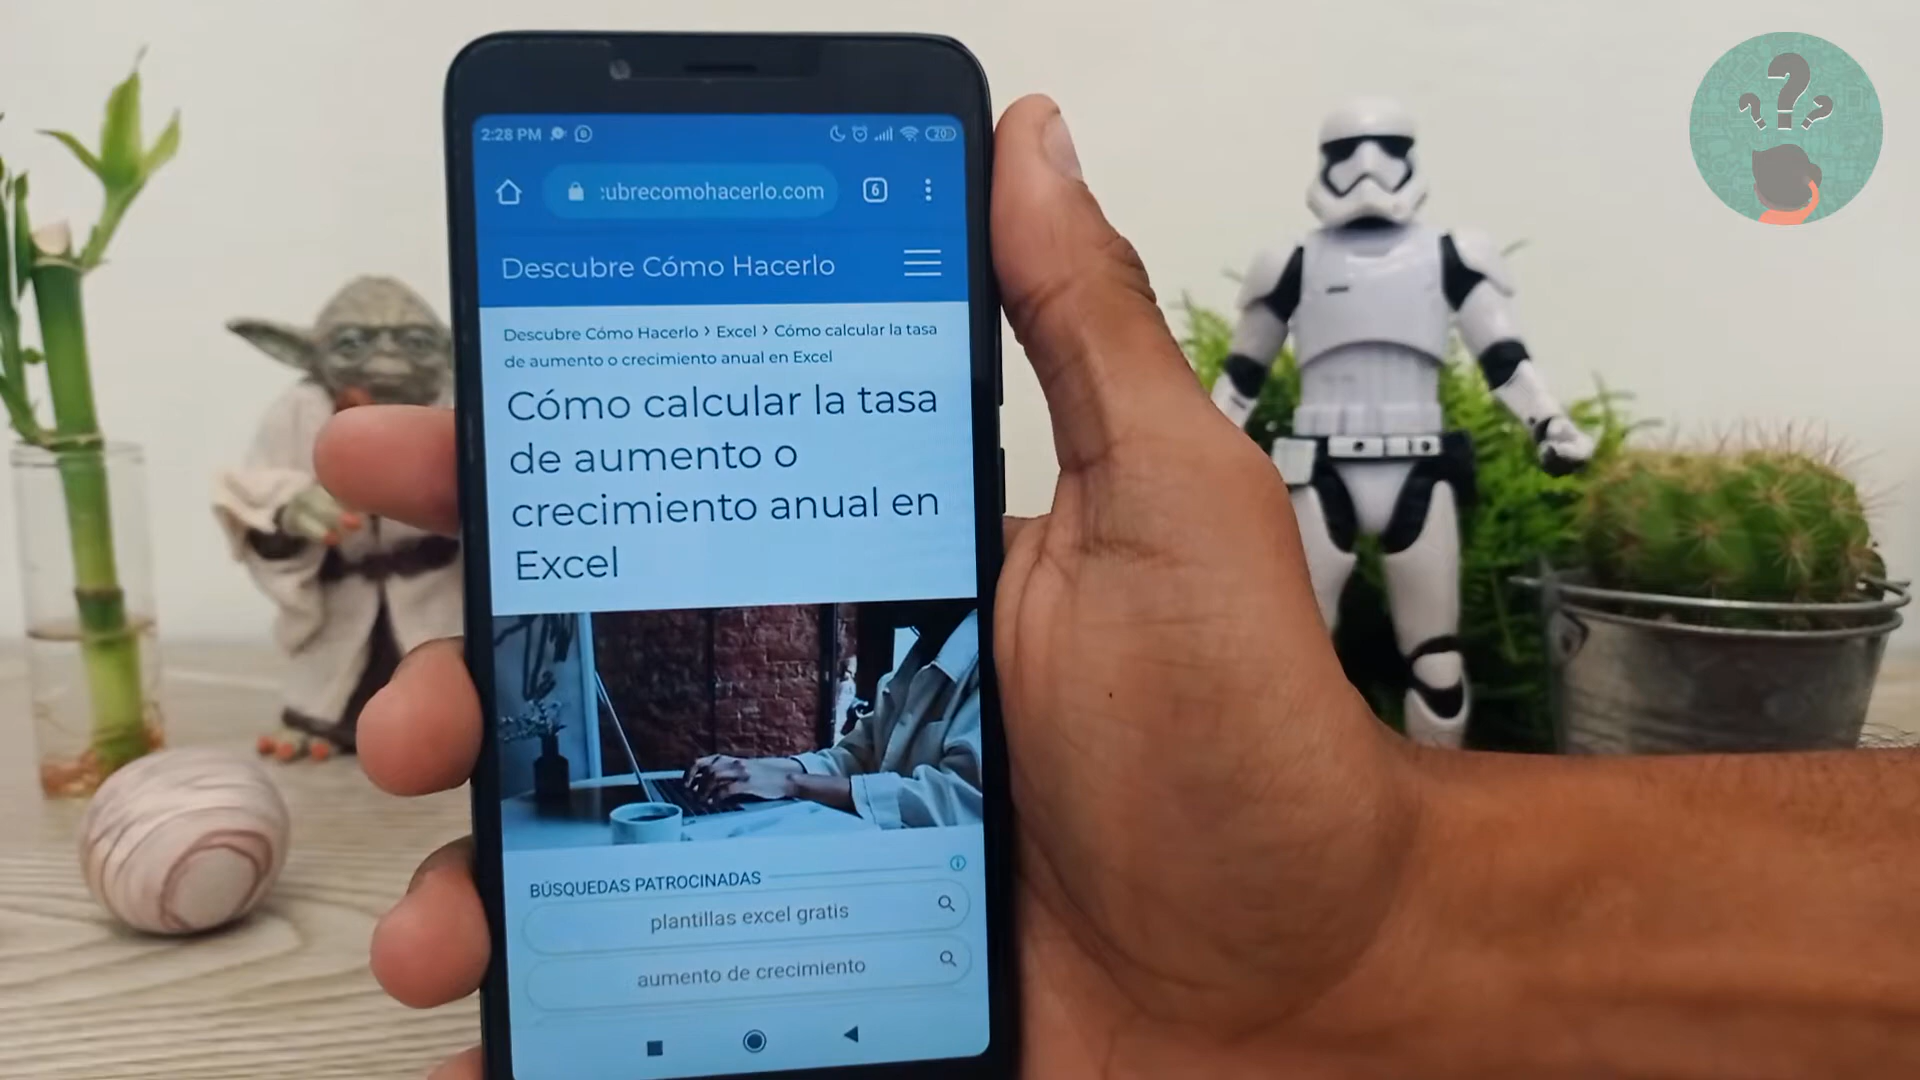 2:28 PM
20
:ubrecomohacerlo.com
6
Descubre Cómo Hacerlo
Descubre Cómo Hacerlo › Excel › Cómo calcular la tasa
de aumento o crecimiento anual en Excel
Cómo calcular la tasa
de aumento o
crecimiento anual en
Excel
BÚSQUEDAS PATROCINADAS
plantillas excel gratis
aumento de crecimiento
???